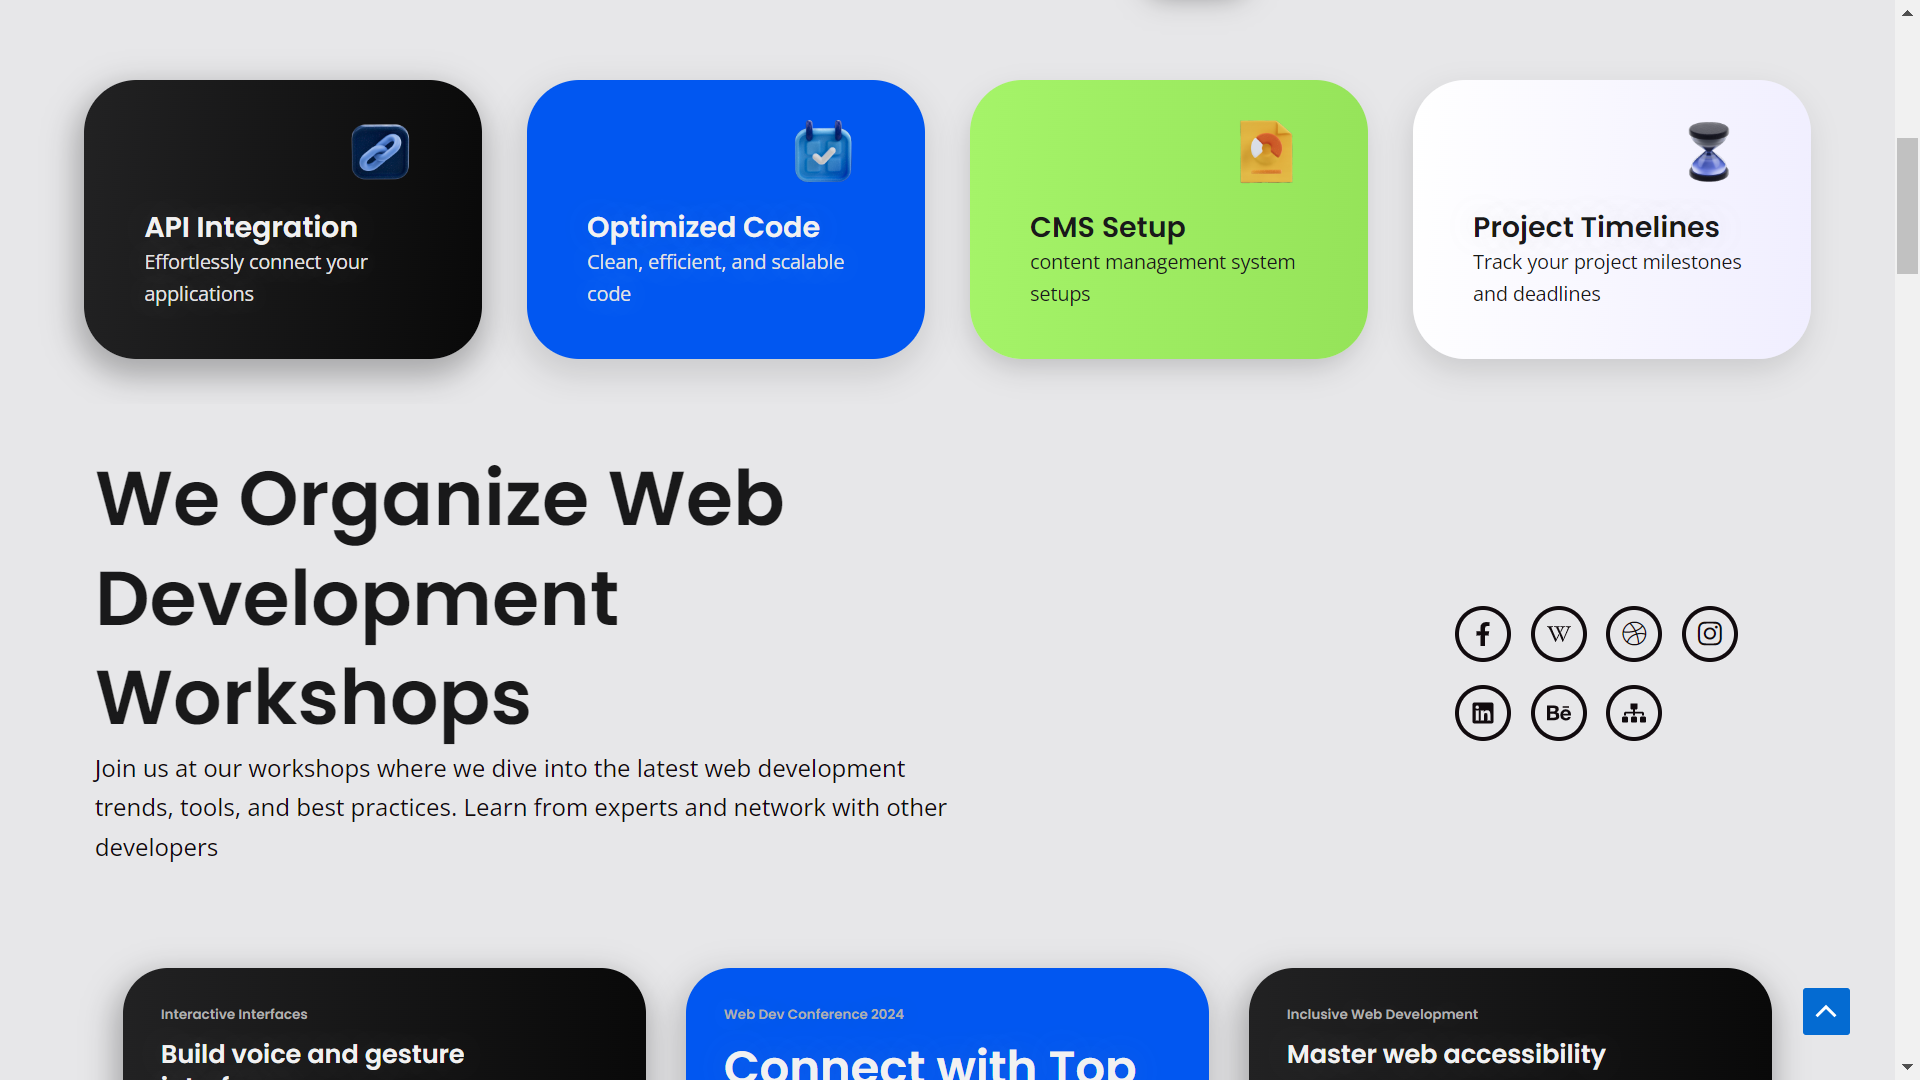 API Integration
Effortlessly connect your
applications
Optimized Code
Clean, efficient, and scalable
code
CMS Setup
content management system
setups
Project Timelines
Track your project milestones
and deadlines
We Organize Web
Development
Workshops
Join us at our workshops where we dive into the latest web development
trends, tools, and best practices. Learn from experts and network with other
developers
W
in
Bē
Interactive Interfaces
Build voice and gesture
Web Dev Conference 2024
Connect with Top
Inclusive Web Development
Master web accessibility